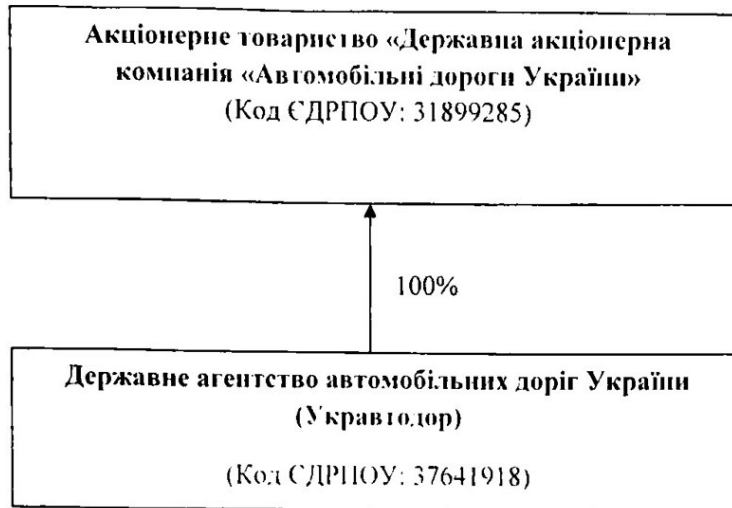 Акціонерне товариство «Державна акціонерна
компанія «Автомобільні дороги України»
(Код ЄДРПОУ: 31899285)
100%
Державне агентство автомобільних доріг України
(Укравтодор)
(Код ЄДРПОУ: 37641918)